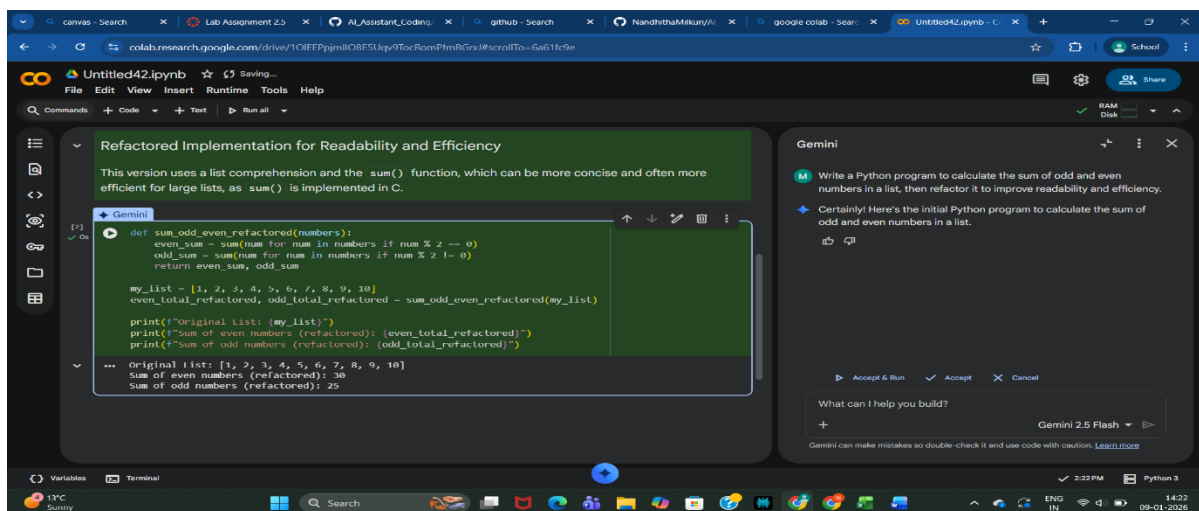 canvas - Search
Lab Assignment 2.5
AI_Assistant_Coding/
github - Search
NandhithaMilkuri/AI_
google colab - Searc
Untitled42.ipynb - C
colab.research.google.com/drive/1OIFFPpjmlIO8F5Uqv9TocBomPfmRGrxJ#scrollTo=6a61fc9e
School
Untitled42.ipynb
Saving...
File Edit View Insert Runtime Tools Help
Share
Commands + Code + Text Run all
RAM
Disk
Refactored Implementation for Readability and Efficiency
This version uses a list comprehension and the sum() function, which can be more concise and often more
efficient for large lists, as sum() is implemented in C.
Gemini
[7]
0s
def sum_odd_even_refactored(numbers):
even_sum = sum(num for num in numbers if num % 2 == 0)
odd_sum = sum(num for num in numbers if num % 2 != 0)
return even_sum, odd_sum
my_list = [1, 2, 3, 4, 5, 6, 7, 8, 9, 10]
even_total_refactored, odd_total_refactored = sum_odd_even_refactored(my_list)
print(f"Original List: {my_list}")
print(f"Sum of even numbers (refactored): {even_total_refactored}")
print(f"Sum of odd numbers (refactored): {odd_total_refactored}")
Original List: [1, 2, 3, 4, 5, 6, 7, 8, 9, 10]
Sum of even numbers (refactored): 30
Sum of odd numbers (refactored): 25
Gemini
M
Write a Python program to calculate the sum of odd and even
numbers in a list, then refactor it to improve readability and efficiency.
Certainly! Here's the initial Python program to calculate the sum of
odd and even numbers in a list.
Accept & Run Accept Cancel
What can I help you build?
Gemini 2.5 Flash
Gemini can make mistakes so double-check it and use code with caution. Learn more
Variables Terminal
2:22 PM Python 3
4
13°C
Sunny
Search
ENG
IN
14:22
09-01-2026